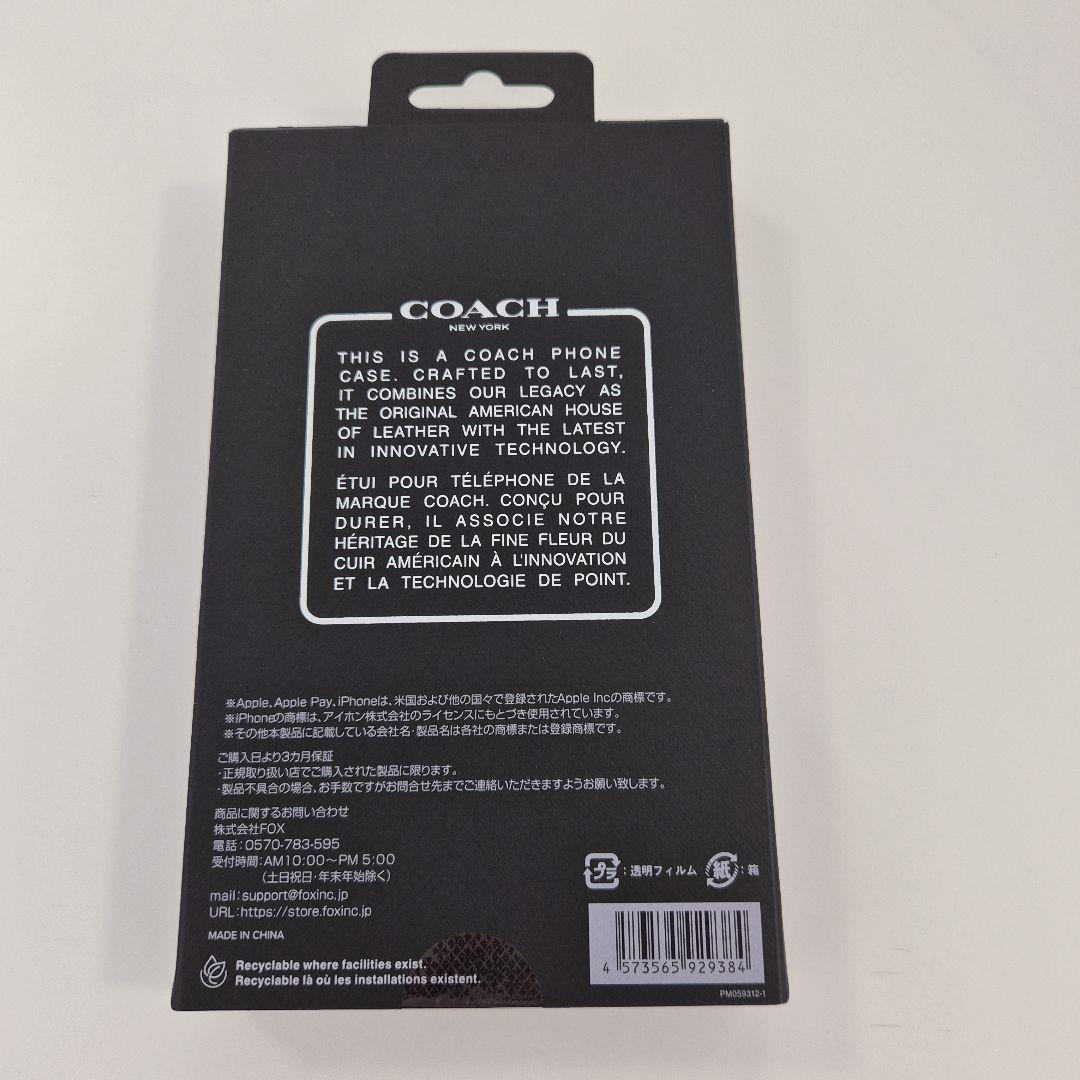 COACH
NEW YORK
THIS IS A COACH PHONE
CASE. CRAFTED TO LAST,
IT COMBINES OUR LEGACY AS
THE ORIGINAL AMERICAN HOUSE
OF LEATHER WITH THE LATEST
IN INNOVATIVE TECHNOLOGY.
ÉTUI POUR TÉLÉPHONE DE LA
MARQUE COACH. CONÇU POUR
DURER, IL ASSOCIE NOTRE
HÉRITAGE DE LA FINE FLEUR DU
CUIR AMÉRICAIN À L'INNOVATION
ET LA TECHNOLOGIE DE POINT.
※Apple、Apple Pay、iPhoneは、米国および他の国々で登録されたApple Incの商標です。
※iPhoneの商標は、アイホン株式会社のライセンスにもとづき使用されています。
※その他本製品に記載している会社名・製品名は各社の商標または登録商標です。
ご購入日より3カ月保証
・正規取り扱い店でご購入された製品に限ります。
・製品不具合の場合、お手数ですがお問合せ先までご連絡いただきますようお願い致します。
商品に関するお問い合わせ
株式会社FOX
電話：0570-783-595
受付時間：AM10:00～PM 5:00
（土日祝日・年末年始除く）
mail：support@foxinc.jp
URL：https://store.foxinc.jp
MADE IN CHINA
Recyclable where facilities exist.
Recyclable là où les installations existent.
プラ：透明フィルム 紙：箱
4 573565 929384
PM059312-1